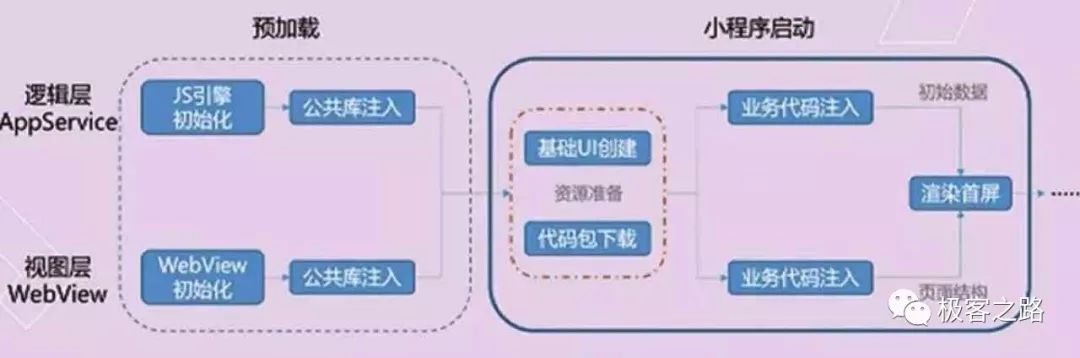 预加载
小程序启动
逻辑层
AppService
JS引擎
初始化
公共库注入
业务代码注入
初始数据
基础UI创建
资源准备
代码包下载
渲染首屏
......
视图层
WebView
WebView
初始化
公共库注入
业务代码注入
页面结构
极客之路